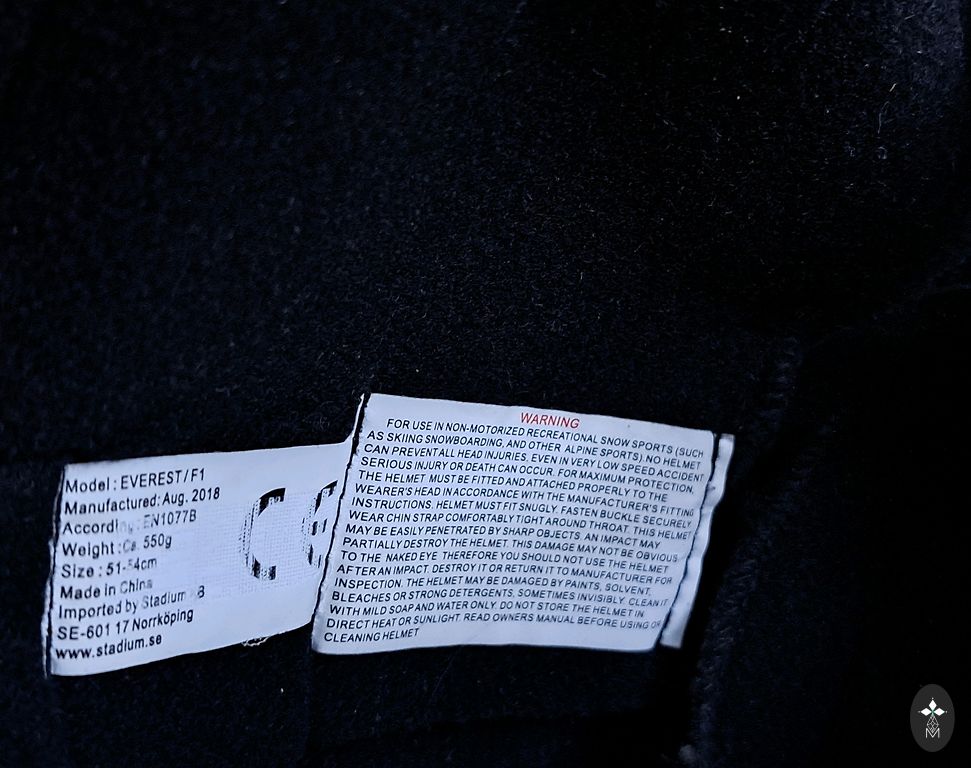 Model : EVEREST/F1
Manufactured: Aug. 2018
Accordi : EN1077B
Weight : Ca. 550g
Size : 51-54cm
Made in China
Imported by Stadium B
SE-601 17 Norrköping
www.stadium.se
CE
WARNING
FOR USE IN NON-MOTORIZED RECREATIONAL SNOW SPORTS (SUCH
AS SKIING SNOWBOARDING, AND OTHER ALPINE SPORTS). NO HELMET
CAN PREVENT ALL HEAD INJURIES, EVEN IN VERY LOW SPEED ACCIDENT
SERIOUS INJURY OR DEATH CAN OCCUR. FOR MAXIMUM PROTECTION,
THE HELMET MUST BE FITTED AND ATTACHED PROPERLY TO THE
WEARER'S HEAD IN ACCORDANCE WITH THE MANUFACTURER'S FITTING
INSTRUCTIONS. HELMET MUST FIT SNUGLY. FASTEN BUCKLE SECURELY
WEAR CHIN STRAP COMFORTABLY TIGHT AROUND THROAT. THIS HELMET
MAY BE EASILY PENETRATED BY SHARP OBJECTS. AN IMPACT MAY
PARTIALLY DESTROY THE HELMET. THIS DAMAGE MAY NOT BE OBVIOUS
TO THE NAKED EYE. THEREFORE YOU SHOULD NOT USE THE HELMET
AFTER AN IMPACT. DESTROY IT OR RETURN IT TO MANUFACTURER FOR
INSPECTION. THE HELMET MAY BE DAMAGED BY PAINTS, SOLVENT,
BLEACHES OR STRONG DETERGENTS, SOMETIMES INVISIBLY. CLEAN IT
WITH MILD SOAP AND WATER ONLY. DO NOT STORE THE HELMET IN
DIRECT HEAT OR SUNLIGHT. READ OWNERS MANUAL BEFORE USING OR
CLEANING HELMET
M